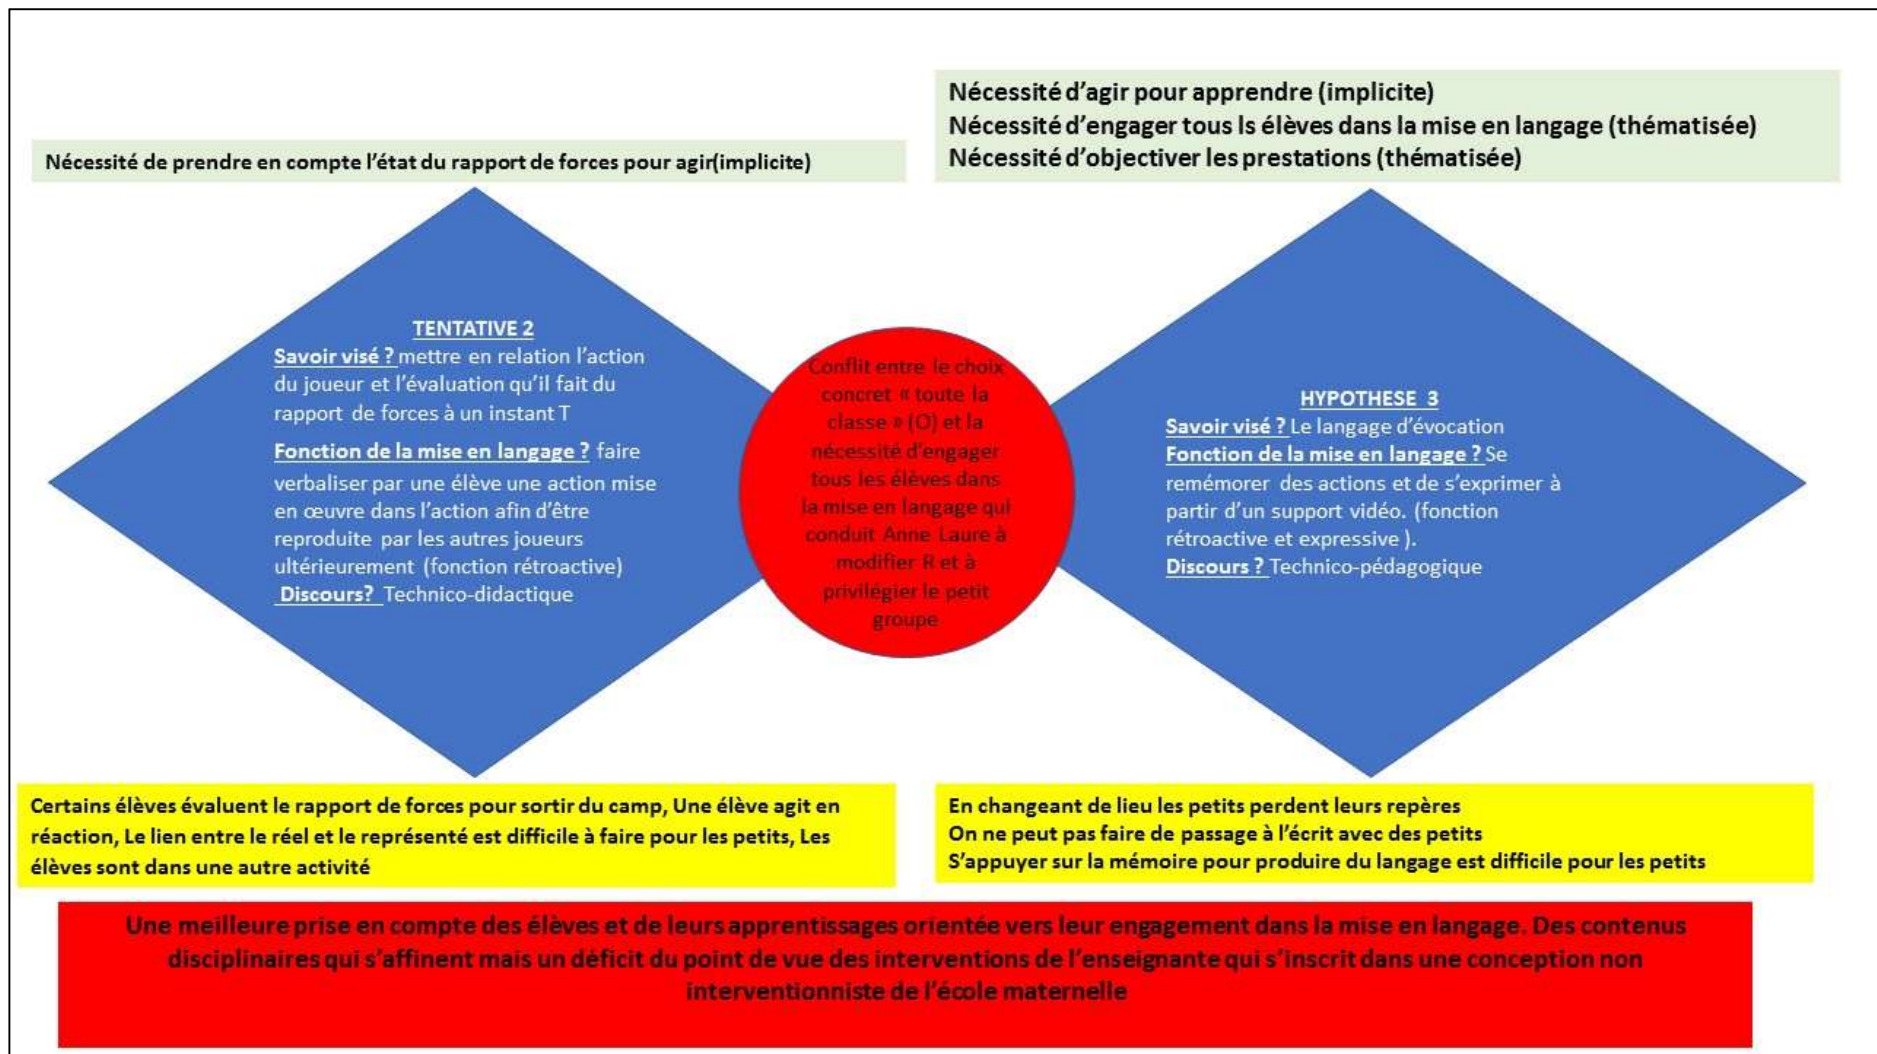 Nécessité de prendre en compte l'état du rapport de forces pour agir(implicite)
Nécessité d'agir pour apprendre (implicite)
Nécessité d'engager tous ls élèves dans la mise en langage (thématisée)
Nécessité d'objectiver les prestations (thématisée)
TENTATIVE 2
Savoir visé ? mettre en relation l'action
du joueur et l'évaluation qu'il fait du
rapport de forces à un instant T
Fonction de la mise en langage ? faire
verbaliser par une élève une action mise
en œuvre dans l'action afin d'être
reproduite par les autres joueurs
ultérieurement (fonction rétroactive)
Discours? Technico-didactique
Conflit entre le choix
concret « toute la
classe » (O) et la
nécessité d'engager
tous les élèves dans
la mise en langage qui
conduit Anne Laure à
modifier R et à
privilégier le petit
groupe
HYPOTHESE 3
Savoir visé ? Le langage d'évocation
Fonction de la mise en langage ? Se
remémorer des actions et de s'exprimer à
partir d'un support vidéo. (fonction
rétroactive et expressive ).
Discours ? Technico-pédagogique
Certains élèves évaluent le rapport de forces pour sortir du camp, Une élève agit en
réaction, Le lien entre le réel et le représenté est difficile à faire pour les petits, Les
élèves sont dans une autre activité
En changeant de lieu les petits perdent leurs repères
On ne peut pas faire de passage à l'écrit avec des petits
S'appuyer sur la mémoire pour produire du langage est difficile pour les petits
Une meilleure prise en compte des élèves et de leurs apprentissages orientée vers leur engagement dans la mise en langage. Des contenus
disciplinaires qui s'affinent mais un déficit du point de vue des interventions de l'enseignante qui s'inscrit dans une conception non
interventionniste de l'école maternelle